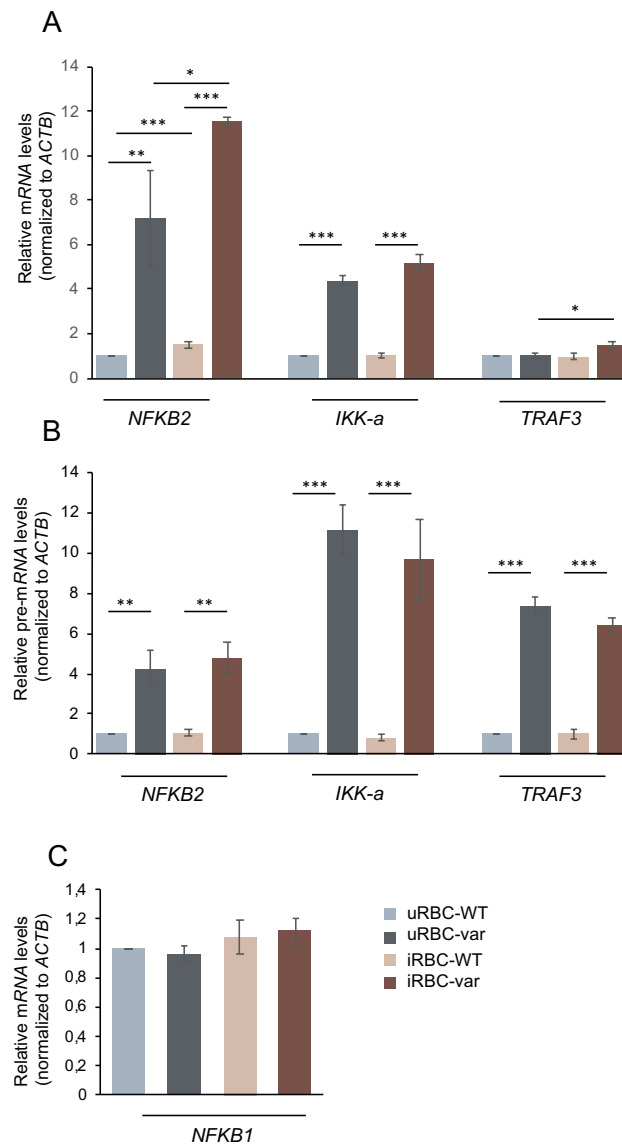 A
Relative mRNA levels
(normalized to ACTB)
14
12
10
8
6
4
2
0
*
***
***
**
***
***
*
NFKB2
IKK-a
TRAF3
B
Relative pre-mRNA levels
(normalized to ACTB)
14
12
10
8
6
4
2
0
**
**
***
***
***
***
NFKB2
IKK-a
TRAF3
C
Relative mRNA levels
(normalized to ACTB)
1,4
1,2
1
0,8
0,6
0,4
0,2
0
NFKB1
uRBC-WT
uRBC-var
iRBC-WT
iRBC-var